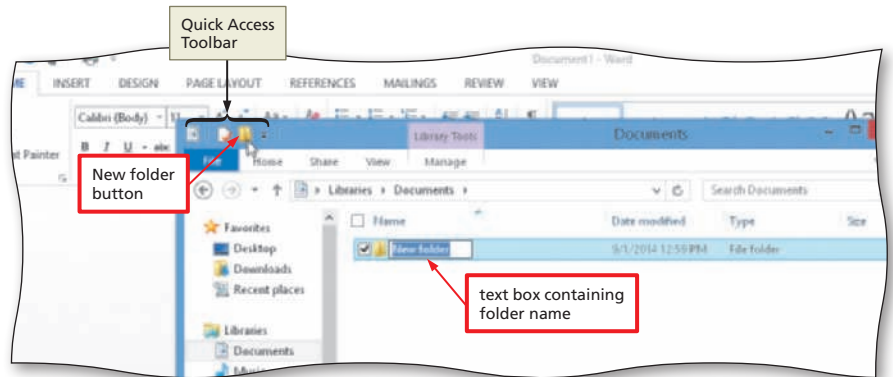 Quick Access
Toolbar
Document1 - Word
INSERT DESIGN PAGE LAYOUT REFERENCES MAILINGS REVIEW VIEW
Calibri (Body)
B I U abc
Painter
Library Tools
Documents
File Home Share View Manage
New folder
button
Libraries Documents
Search Documents
Favorites
Name Date modified Type Size
Desktop
New folder 9/1/2014 12:59 PM File folder
Downloads
Recent places
text box containing
folder name
Libraries
Documents
Music